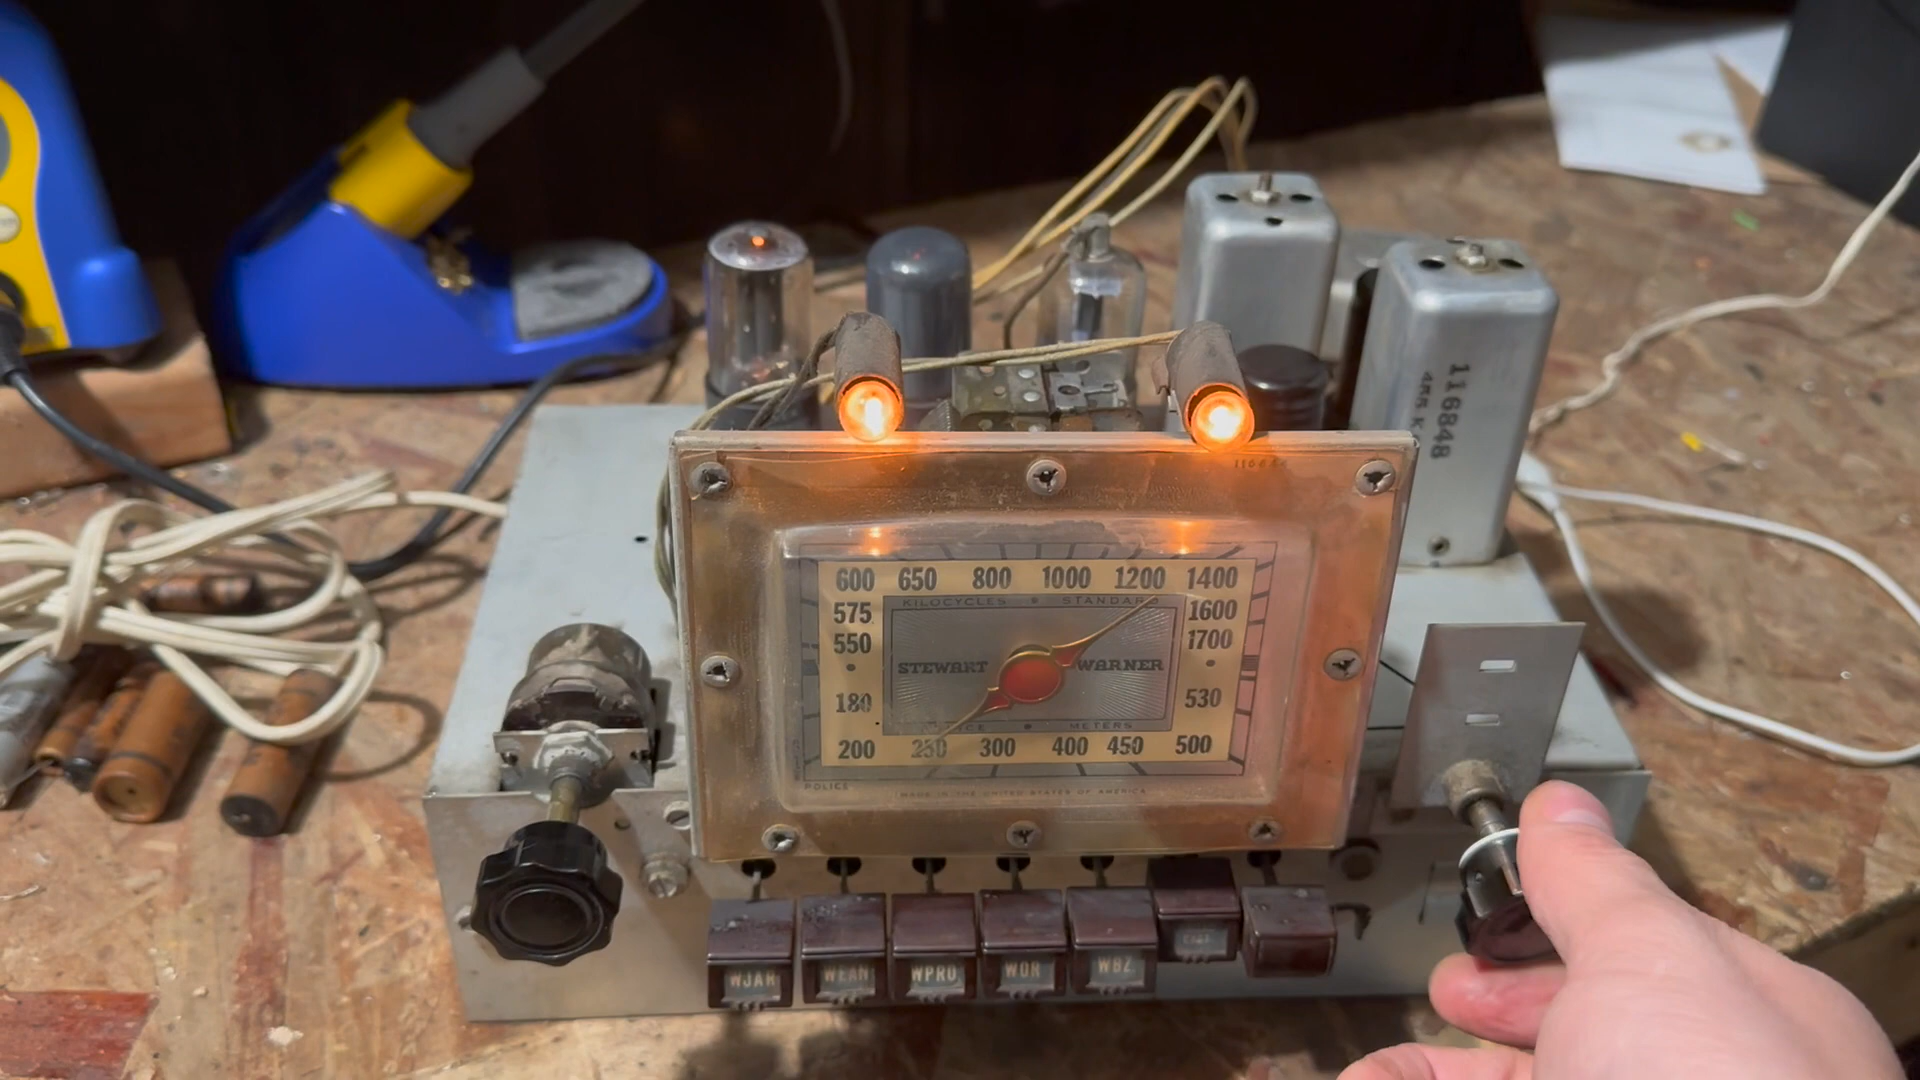 116848
455 K
600 650 800 1000 1200 1400
KILOCYCLES STANDARD
575 1600
550 1700
STEWART WARNER
180 530
METERS
200 250 300 400 450 500
POLICE
MADE IN THE UNITED STATES OF AMERICA
WJAR WEAN WPRO WOR WBZ